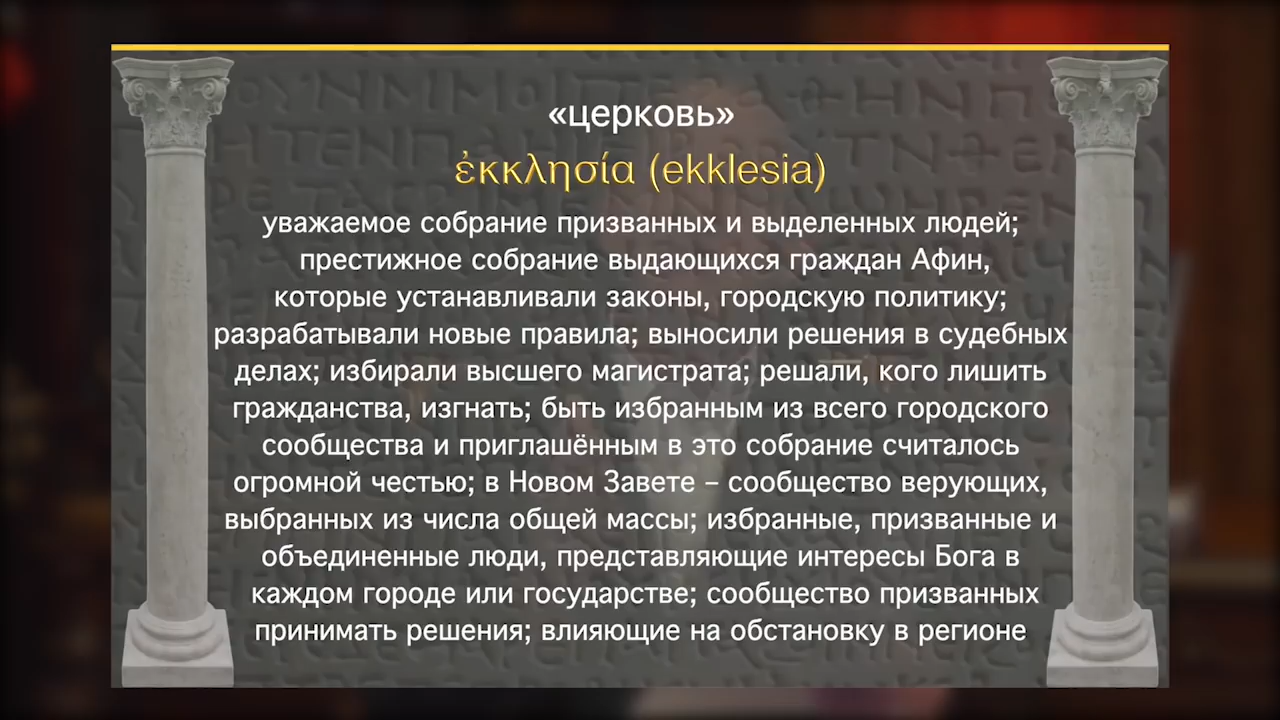 «церковь»
ἐκκλησία (ekklesia)
уважаемое собрание призванных и выделенных людей;
престижное собрание выдающихся граждан Афин,
которые устанавливали законы, городскую политику;
разрабатывали новые правила; выносили решения в судебных
делах; избирали высшего магистрата; решали, кого лишить
гражданства, изгнать; быть избранным из всего городского
сообщества и приглашённым в это собрание считалось
огромной честью; в Новом Завете – сообщество верующих,
выбранных из числа общей массы; избранные, призванные и
объединенные люди, представляющие интересы Бога в
каждом городе или государстве; сообщество призванных
принимать решения; влияющие на обстановку в регионе